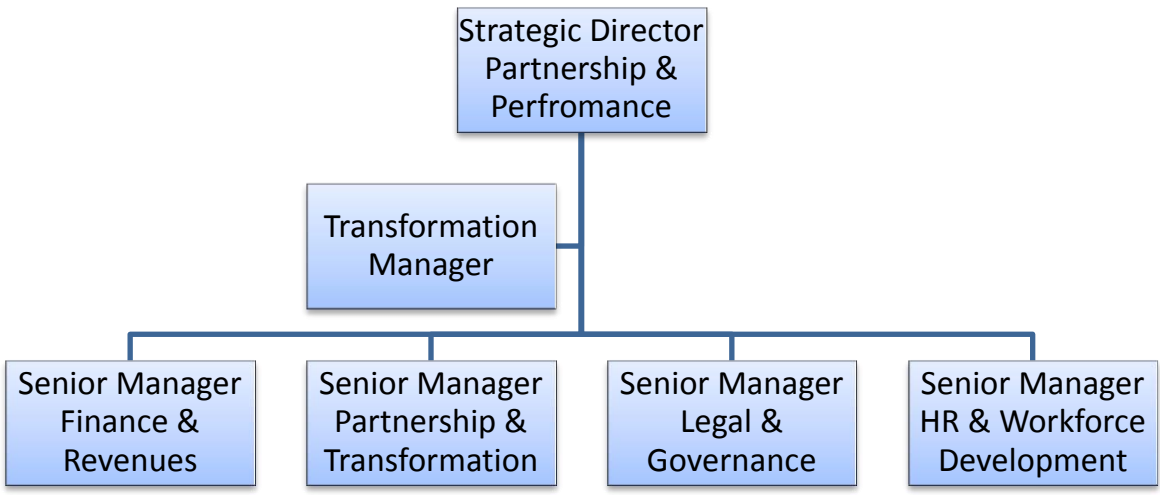 Strategic Director
Partnership &
Perfromance
Transformation
Manager
Senior Manager
Finance &
Revenues
Senior Manager
Partnership &
Transformation
Senior Manager
Legal &
Governance
Senior Manager
HR & Workforce
Development